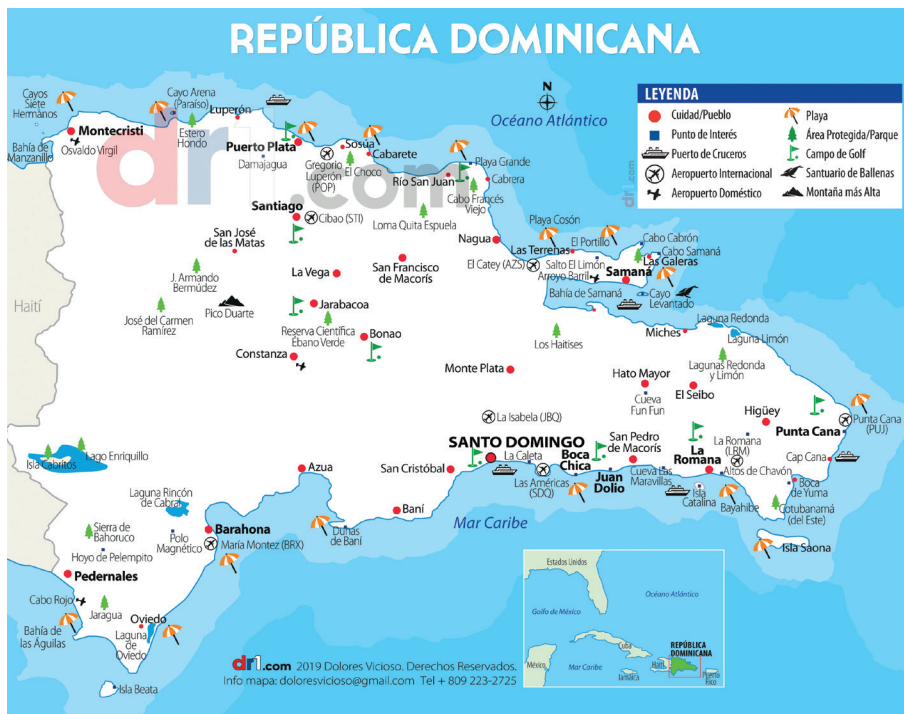 REPÚBLICA DOMINICANA
LEYENDA
Cuidad/Pueblo
Punto de Interés
Puerto de Cruceros
Aeropuerto Internacional
Aeropuerto Doméstico
Playa
Área Protegida/Parque
Campo de Golf
Santuario de Ballenas
Montaña más Alta
N
Océano Atlántico
dr1.com
dr1.com
Cayos
Siete
Hermanos
Cayo Arena
(Paraíso)
Luperón
Montecristi
Bahía de
Manzanillo
Osvaldo Virgil
Estero
Hondo
Puerto Plata
Damajagua
Sosúa
Cabarete
Gregorio
Luperón
(POP)
El Choco
Playa Grande
Río San Juan
Cabrera
Cabo Francés
Viejo
Santiago
Cibao (STI)
Loma Quita Espuela
San José
de las Matas
Nagua
Playa Cosón
Las Terrenas
El Portillo
Cabo Cabrón
Cabo Samaná
Las Galeras
El Catey (AZS)
Salto El Limón
Arroyo Barril
Samaná
Bahía de Samaná
Cayo
Levantado
La Vega
San Francisco
de Macorís
J. Armando
Bermúdez
Haití
José del Carmen
Ramírez
Pico Duarte
Jarabacoa
Reserva Científica
Ébano Verde
Bonao
Constanza
Los Haitises
Miches
Laguna Redonda
Laguna Limón
Lagunas Redonda
y Limón
Monte Plata
Hato Mayor
Cueva
Fun Fun
El Seibo
Higüey
La Isabela (JBQ)
Punta Cana
Punta Cana
(PUJ)
SANTO DOMINGO
La Caleta
Boca
Chica
San Pedro
de Macorís
La Romana
(LRM)
Isla Cabritos
Lago Enriquillo
Azua
San Cristóbal
Las Américas
(SDQ)
Juan
Dolio
Cueva Las
Maravillas
La
Romana
Altos de Chavón
Cap Cana
Boca
de Yuma
Isla
Catalina
Bayahibe
Cotubanamá
(del Este)
Laguna Rincón
de Cabras
Baní
Dunas
de Baní
Mar Caribe
Isla Saona
Sierra de
Bahoruco
Polo
Magnético
Barahona
María Montez (BRX)
Hoyo de Pelempito
Pedernales
Cabo Rojo
Jaragua
Oviedo
Bahía de
las Águilas
Laguna
de
Oviedo
Isla Beata
Estados Unidos
Océano Atlántico
Golfo de México
México
Cuba
Mar Caribe
Jamaica
Haití
REPÚBLICA
DOMINICANA
Puerto
Rico
dr1.com 2019 Dolores Vicioso. Derechos Reservados.
Info mapa: doloresvicioso@gmail.com Tel + 809 223-2725